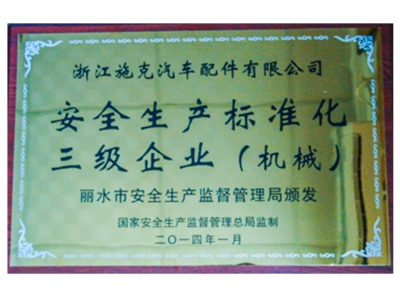 浙江施克汽车配件有限公司
安全生产标准化
三级企业（机械）
丽水市安全生产监督管理局颁发
国家安全生产监督管理总局监制
二〇一四年一月